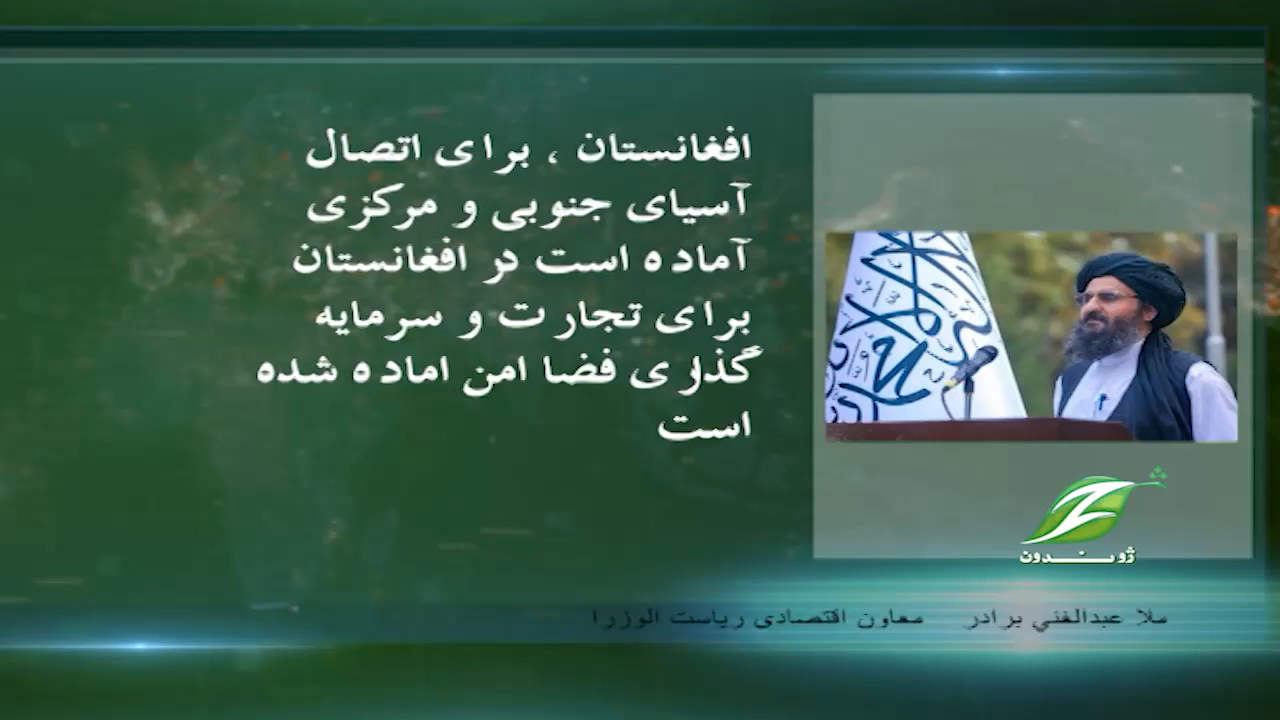 افغانستان ، برای اتصال
آسیای جنوبی و مرکزی
آماده است در افغانستان
برای تجارت و سرمایه
گذاری فضا امن اماده شده
است
Z
ژوندون
ملا عبدالغني برادر معاون اقتصادی ریاست الوزرا